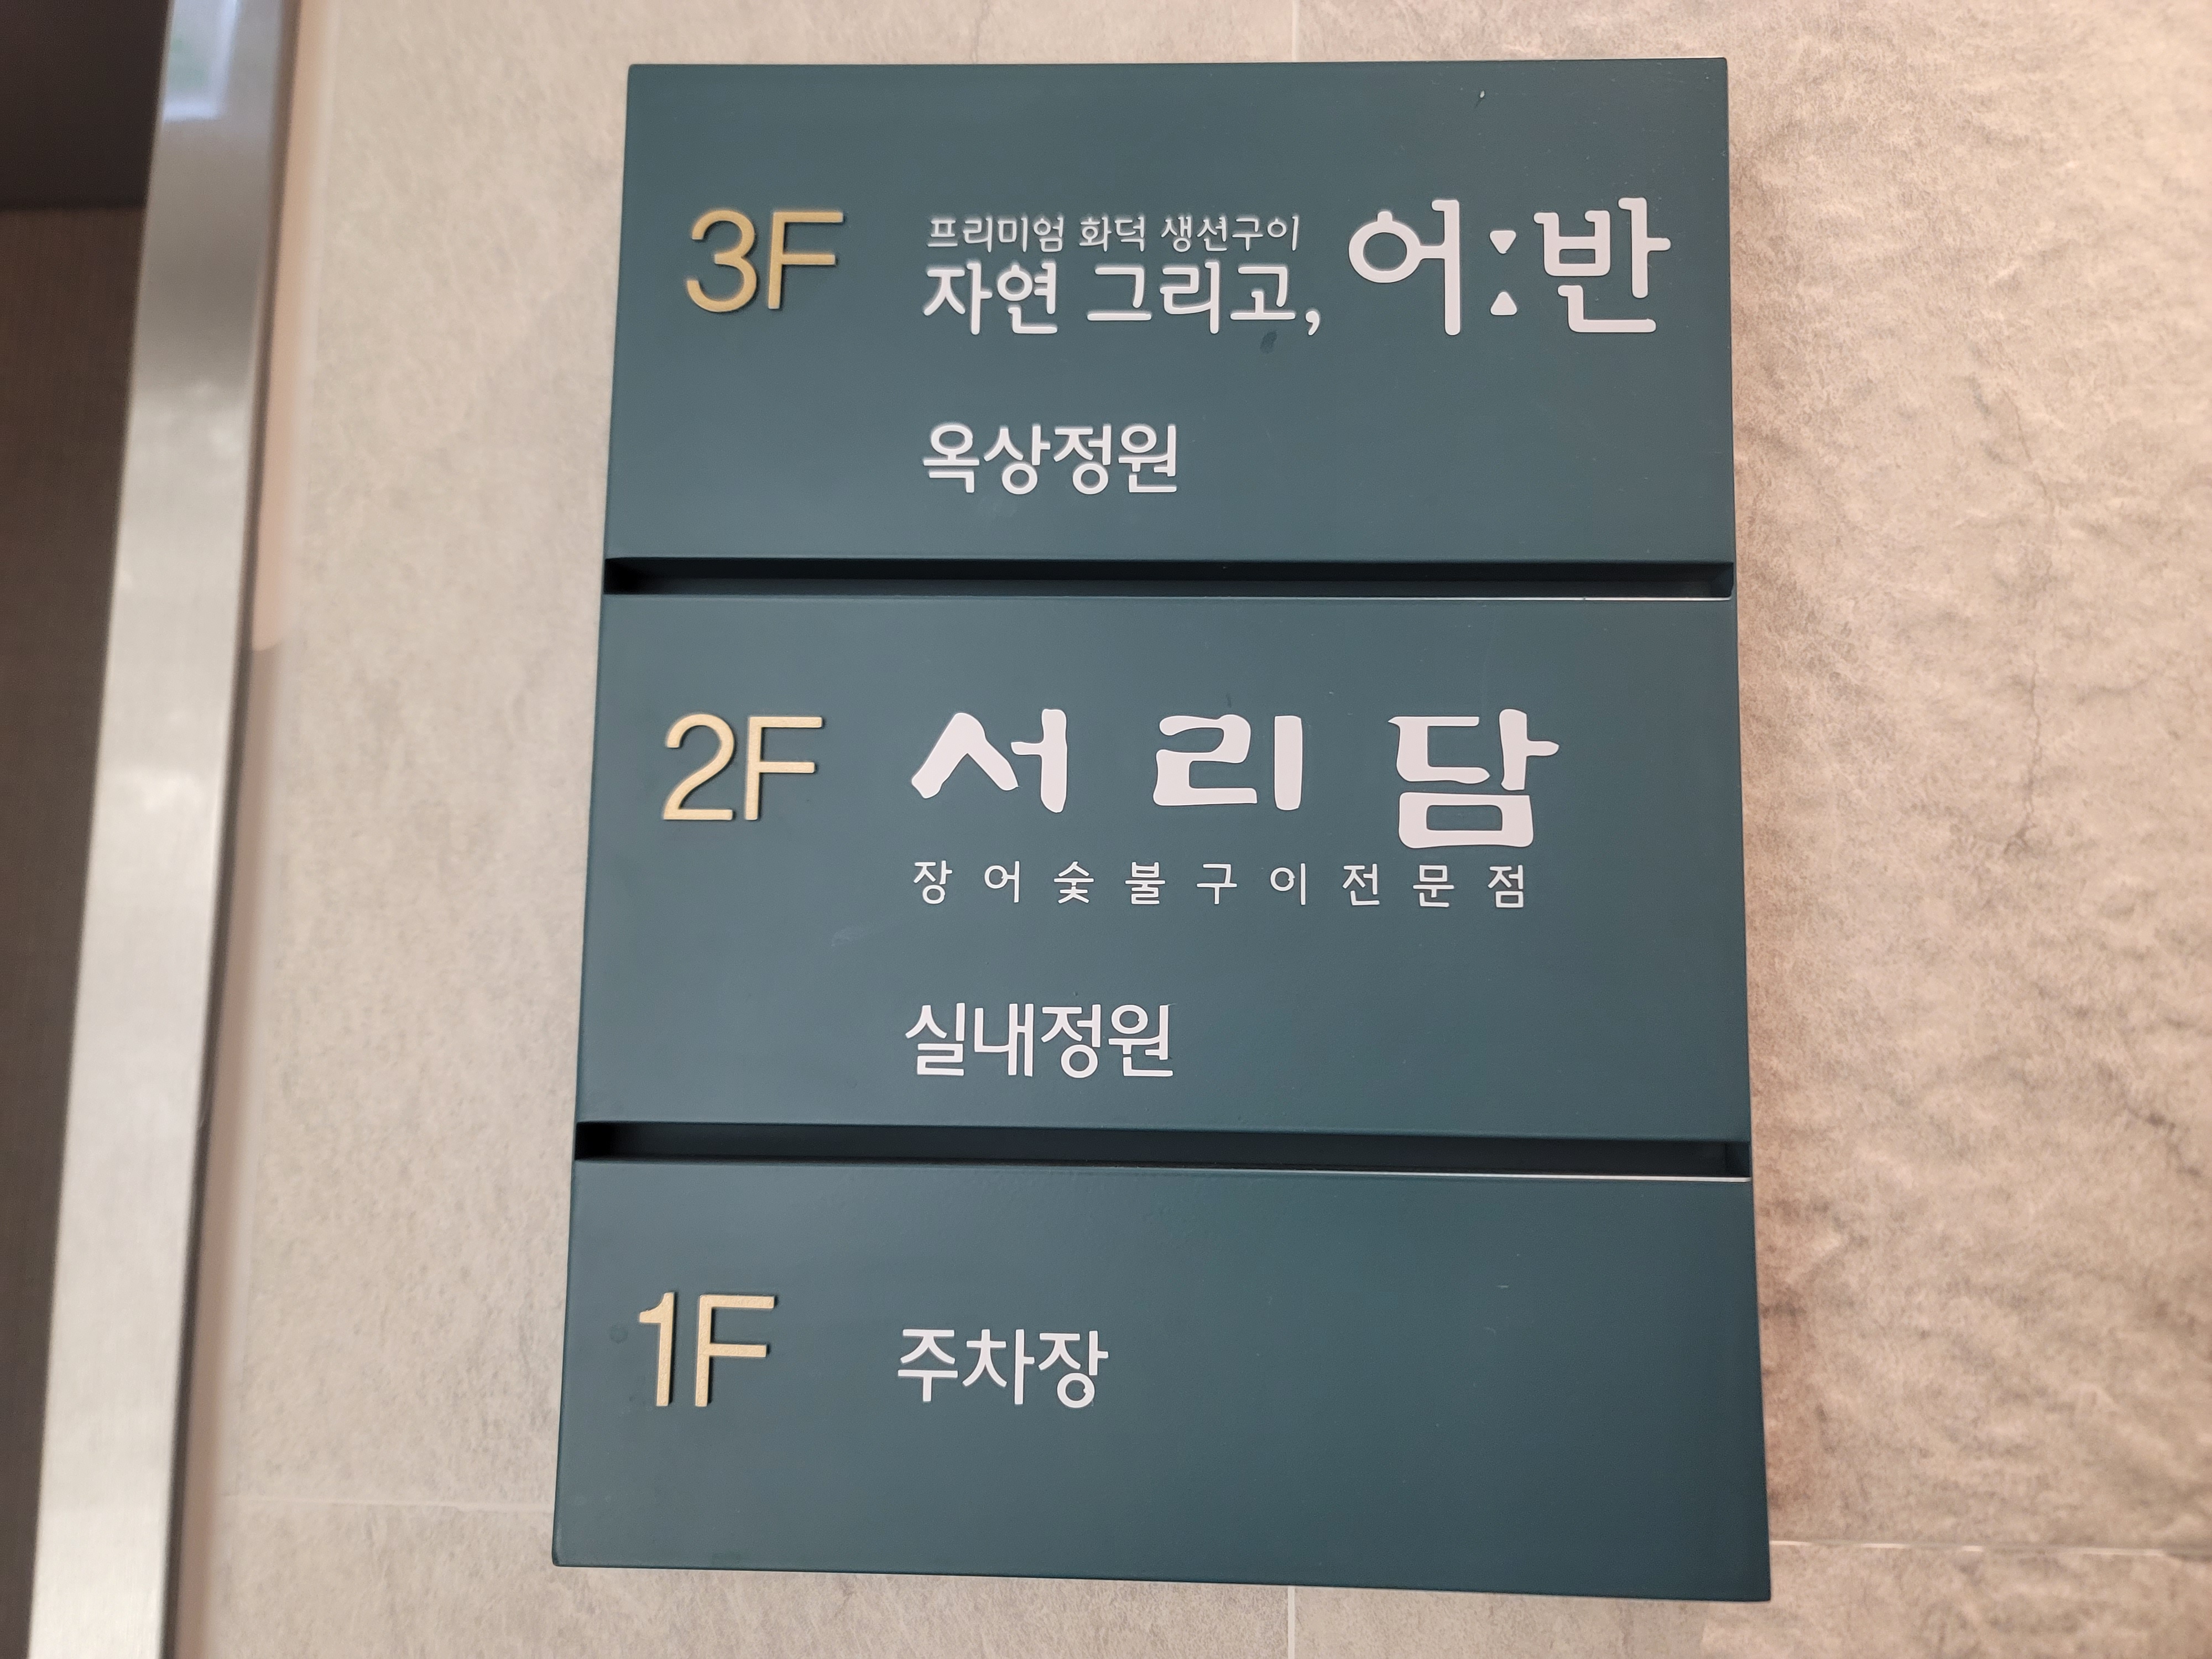 3F
프리미엄 화덕 생선구이
자연 그리고, 어:반
옥상정원
2F 서리담
장어숯불구이전문점
실내정원
1F 주차장